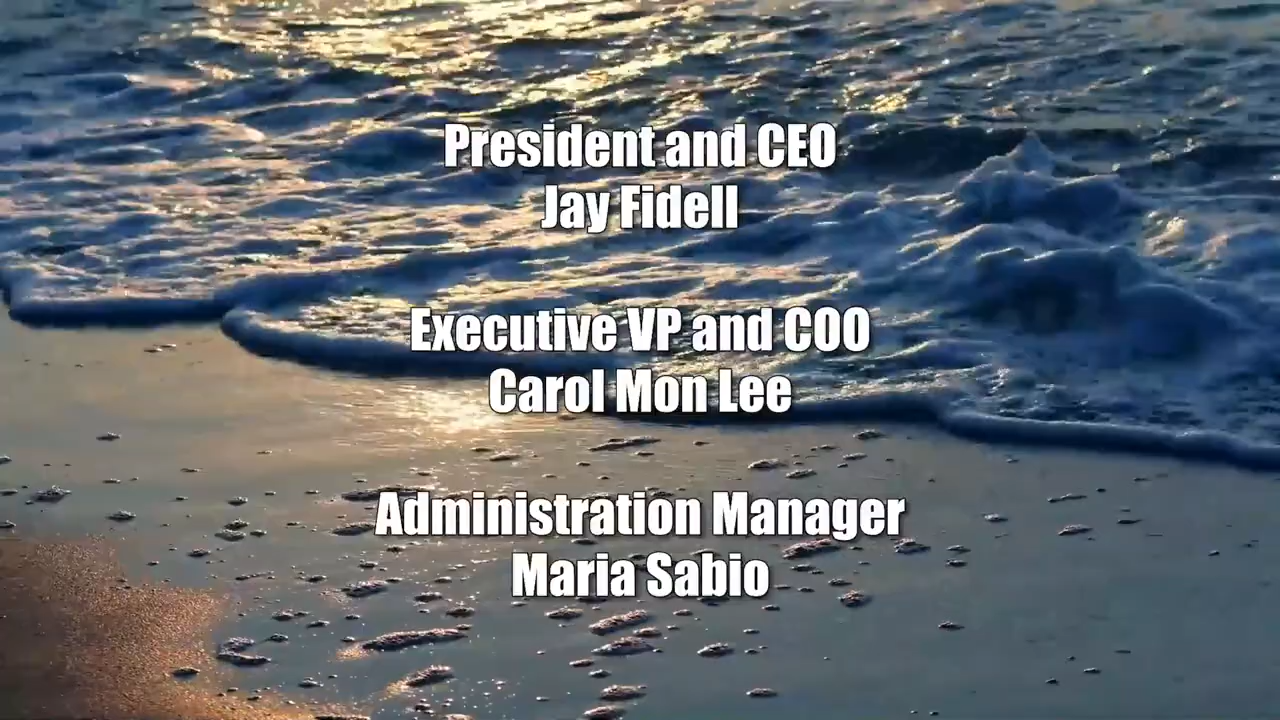 President and CEO
Jay Fidell
Executive VP and COO
Carol Mon Lee
Administration Manager
Maria Sabio